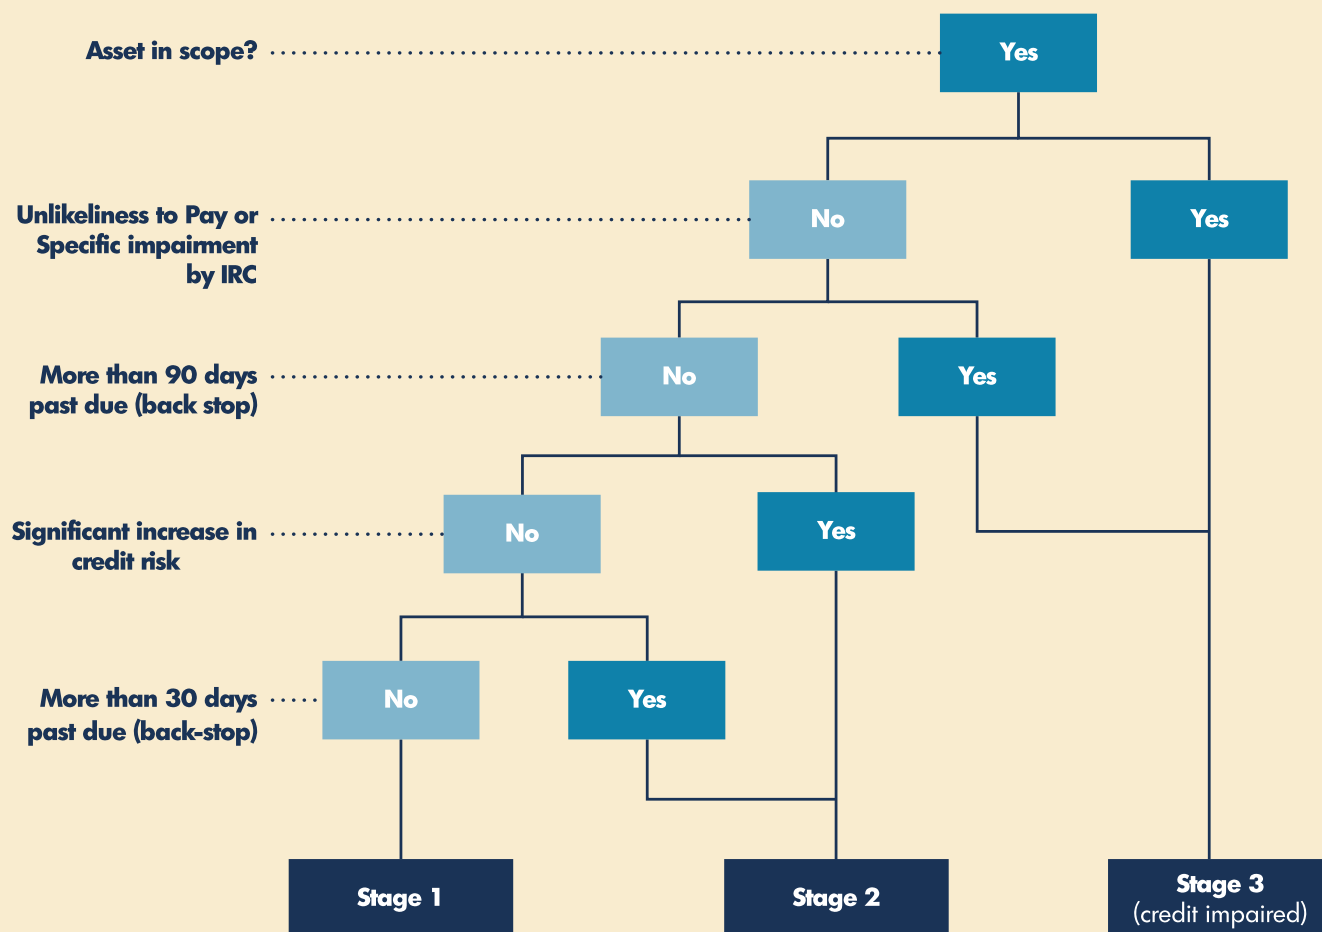 Asset in scope?
Yes
Unlikeliness to Pay or
Specific impairment
by IRC
No
Yes
More than 90 days
past due (back stop)
No
Yes
Significant increase in
credit risk
No
Yes
More than 30 days
past due (back-stop)
No
Yes
Stage 1
Stage 2
Stage 3
(credit impaired)